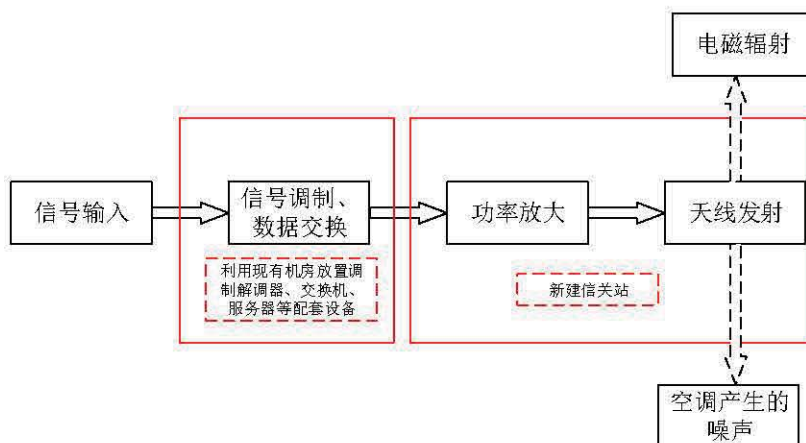 电磁辐射
信号输入
信号调制、
数据交换
功率放大
天线发射
利用现有机房放置调
制解调器、交换机、
服务器等配套设备
新建信关站
空调产生的
噪声